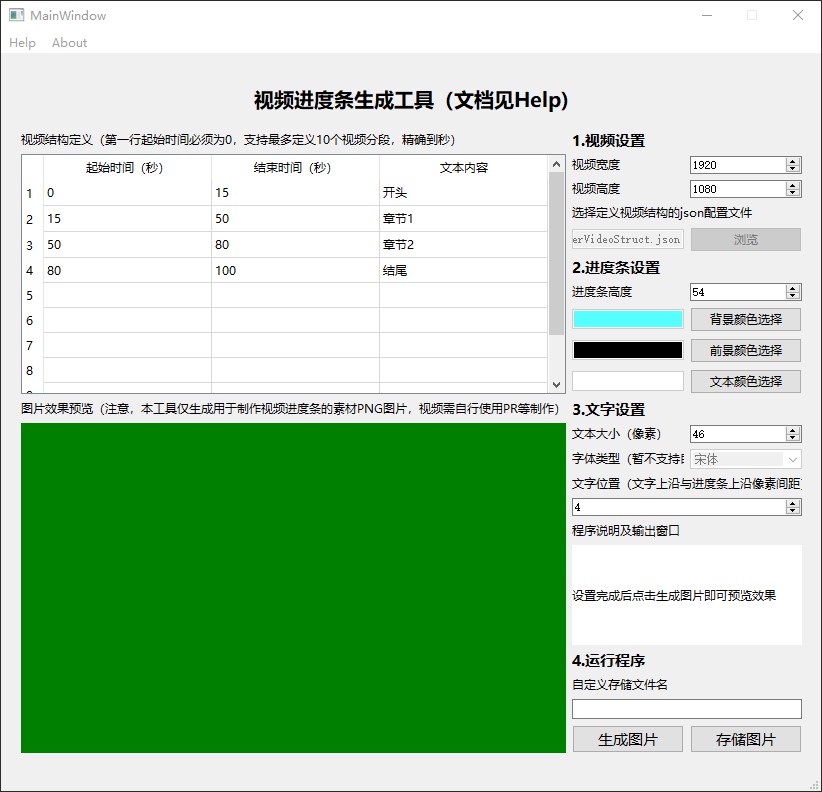 MainWindow
Help About
视频进度条生成工具（文档见Help)
视频结构定义（第一行起始时间必须为0，支持最多定义10个视频分段，精确到秒）
起始时间（秒） 结束时间（秒） 文本内容
1 0 15 开头
2 15 50 章节1
3 50 80 章节2
4 80 100 结尾
5
6
7
8
图片效果预览（注意，本工具仅生成用于制作视频进度条的素材PNG图片，视频需自行使用PR等制作）
1.视频设置
视频宽度 1920
视频高度 1080
选择定义视频结构的json配置文件
erVideoStruct.json 浏览
2.进度条设置
进度条高度 54
背景颜色选择
前景颜色选择
文本颜色选择
3.文字设置
文本大小（像素） 46
字体类型（暂不支持 宋体
文字位置（文字上沿与进度条上沿像素间距
4
程序说明及输出窗口
设置完成后点击生成图片即可预览效果
4.运行程序
自定义存储文件名
生成图片 存储图片